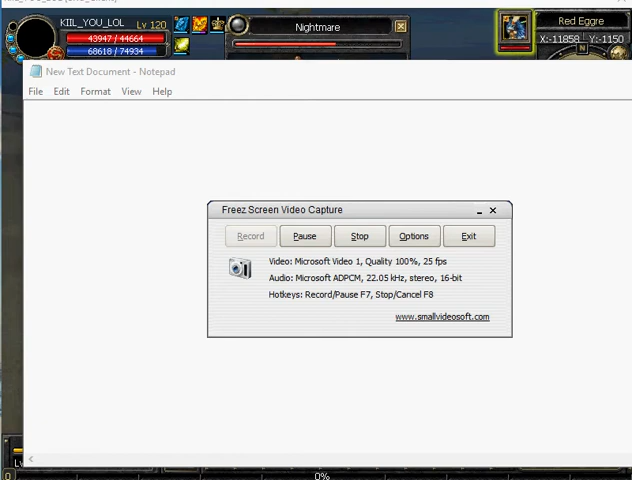 KIIL_YOU_LOL Lv 120
43947 / 44664
68618 / 74934
Nightmare
Red Eggre
X:-11858 Y:-1150
N
New Text Document - Notepad
File Edit Format View Help
Freez Screen Video Capture
Record Pause Stop Options Exit
Video: Microsoft Video 1, Quality 100%, 25 fps
Audio: Microsoft ADPCM, 22.05 kHz, stereo, 16-bit
Hotkeys: Record/Pause F7, Stop/Cancel F8
www.smallvideosoft.com
Lv
0 0%